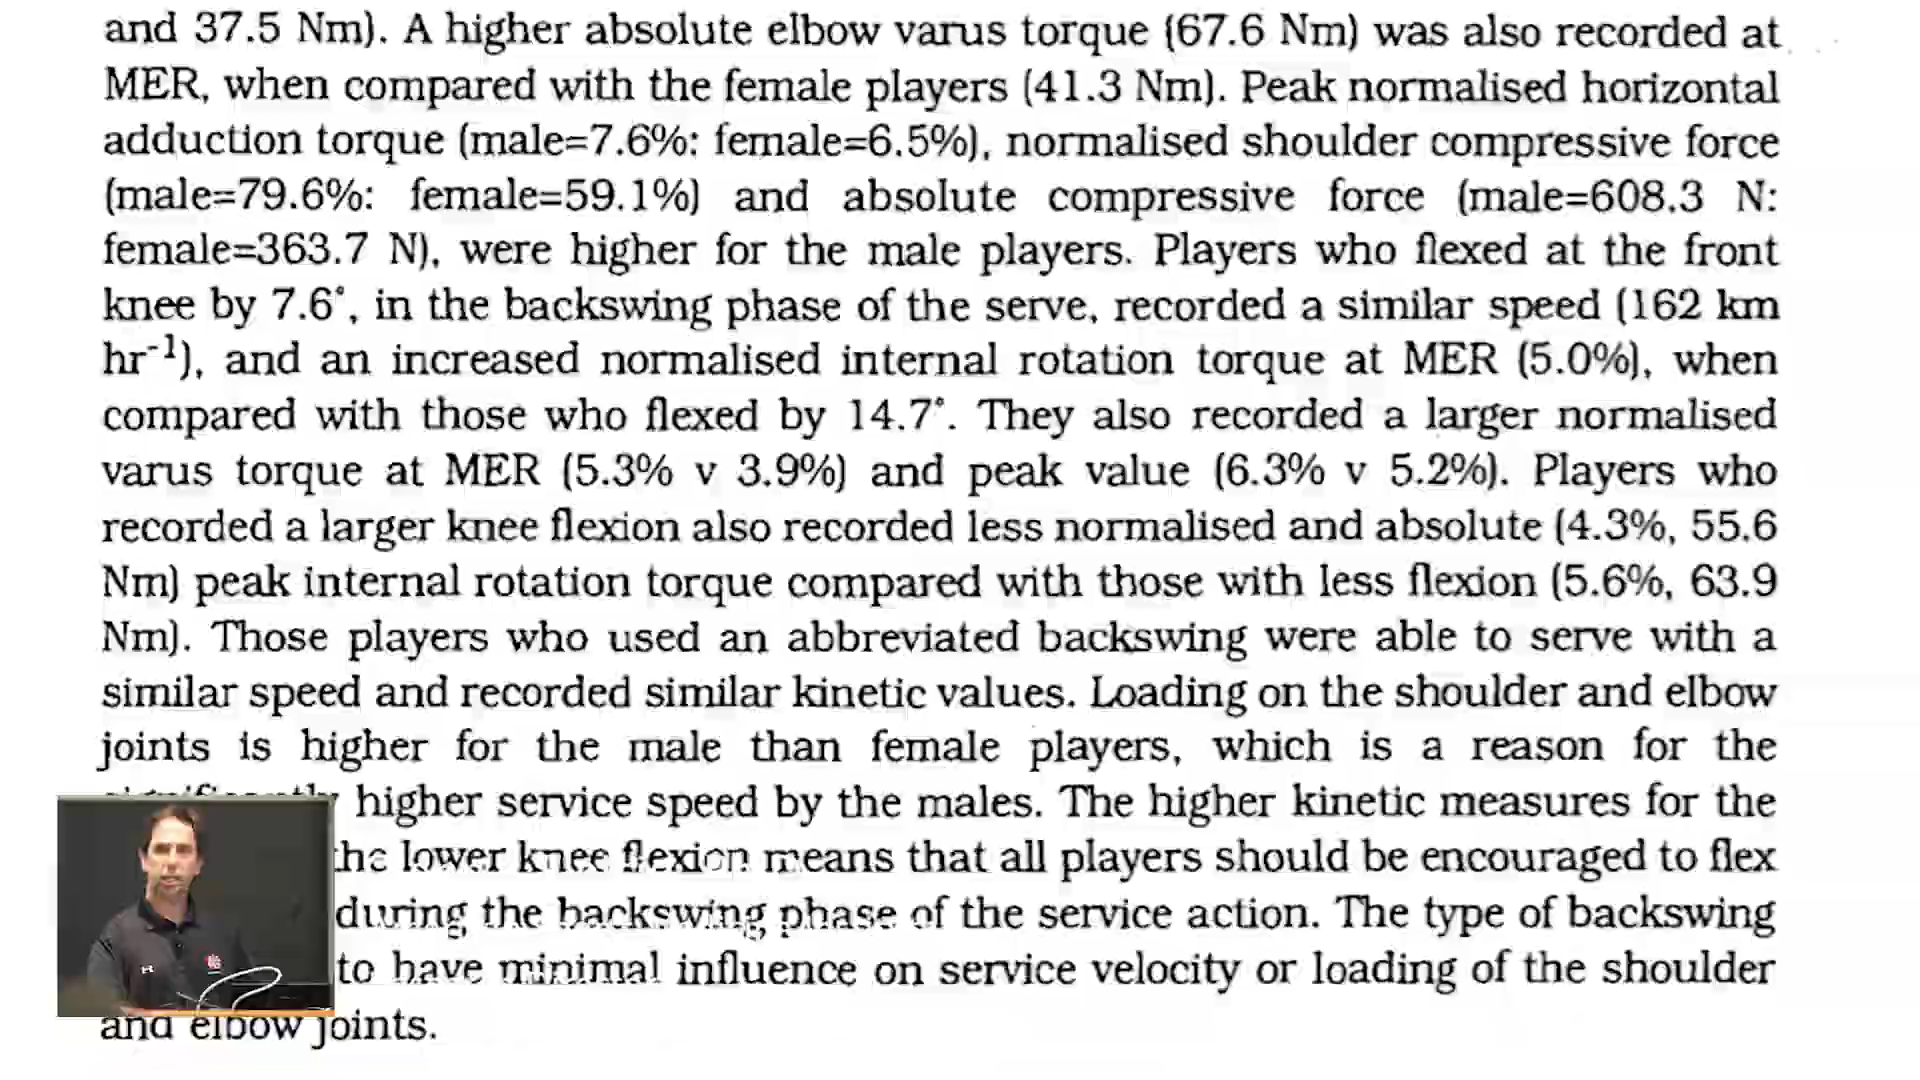 and 37.5 Nm). A higher absolute elbow varus torque (67.6 Nm) was also recorded at
MER, when compared with the female players (41.3 Nm). Peak normalised horizontal
adduction torque (male=7.6%: female=6.5%), normalised shoulder compressive force
(male=79.6%: female=59.1%) and absolute compressive force (male=608.3 N:
female=363.7 N), were higher for the male players. Players who flexed at the front
knee by 7.6°, in the backswing phase of the serve, recorded a similar speed (162 km
hr⁻¹), and an increased normalised internal rotation torque at MER (5.0%), when
compared with those who flexed by 14.7°. They also recorded a larger normalised
varus torque at MER (5.3% v 3.9%) and peak value (6.3% v 5.2%). Players who
recorded a larger knee flexion also recorded less normalised and absolute (4.3%, 55.6
Nm) peak internal rotation torque compared with those with less flexion (5.6%, 63.9
Nm). Those players who used an abbreviated backswing were able to serve with a
similar speed and recorded similar kinetic values. Loading on the shoulder and elbow
joints is higher for the male than female players, which is a reason for the
higher service speed by the males. The higher kinetic measures for the
lower knee flexion means that all players should be encouraged to flex
during the backswing phase of the service action. The type of backswing
to have minimal influence on service velocity or loading of the shoulder
and elbow joints.